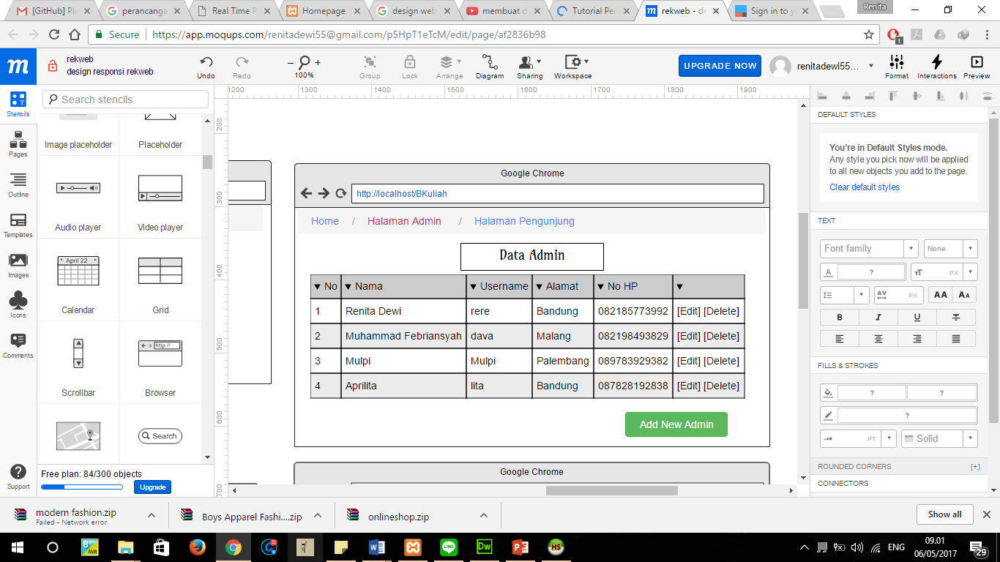 [GitHub] Ple
perancanga
Real Time P
Homepage
design web
membuat d
Tutorial Per
rekweb - de
Sign in to y
Renita
Secure
https://app.moqups.com/renitadewi55@gmail.com/p5HpT1eTcM/edit/page/af2836b98
1
m
rekweb
design responsi rekweb
Undo
Redo
100%
Group
Lock
Arrange
Diagram
Sharing
Workspace
UPGRADE NOW
renitadewi55...
Format
Interactions
Preview
Stencils
Pages
Outline
Templates
Images
Icons
Comments
Support
Search stencils
Image placeholder
Placeholder
Audio player
Video player
April 22
Calendar
Grid
http://
Scrollbar
Browser
Search
Free plan: 84/300 objects
Upgrade
1200 1300 1400 1500 1600 1700 1800 1900
200
300
400
500
600
700
Google Chrome
http://localhost/BKuliah
Home / Halaman Admin / Halaman Pengunjung
Data Admin
No Nama Username Alamat No HP
1 Renita Dewi rere Bandung 082185773992 [Edit] [Delete]
2 Muhammad Febriansyah dava Malang 082198493829 [Edit] [Delete]
3 Mulpi Mulpi Palembang 089783929382 [Edit] [Delete]
4 Aprilita lita Bandung 087828192838 [Edit] [Delete]
Add New Admin
Google Chrome
DEFAULT STYLES
You're in Default Styles mode.
Any style you pick now will be applied
to all new objects you add to the page.
Clear default styles
TEXT
Font family
None
A ? TT PX
AV PX AA AA
B I U T
FILLS & STROKES
? ?
?
PT Solid
ROUNDED CORNERS [+]
CONNECTORS
modern fashion.zip
Failed - Network error
Boys Apparel Fashi....zip
onlineshop.zip
Show all
B AVR
W
Dw
P
HS
LINE
ENG
09.01
06/05/2017
29